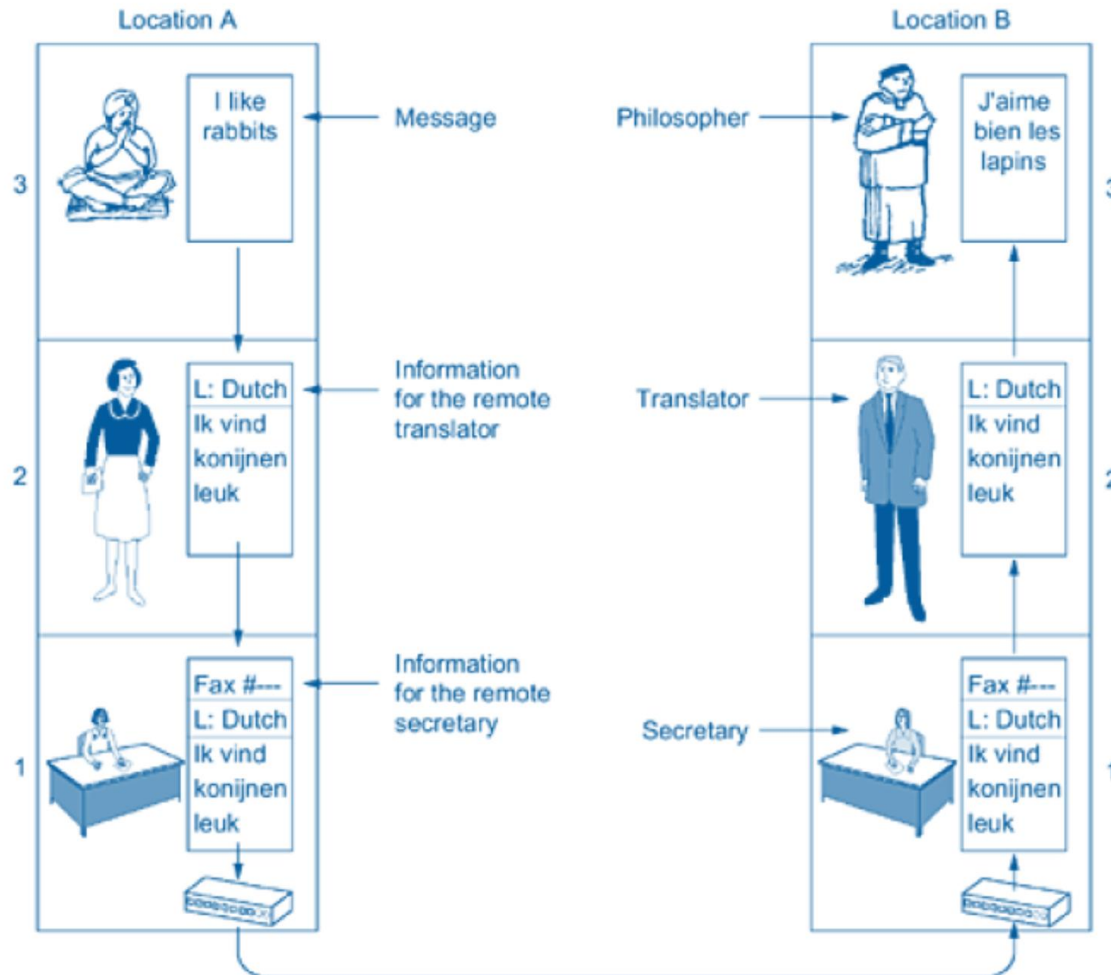 Location A
Location B
I like
rabbits
Message
Philosopher
J'aime
bien les
lapins
3
3
L: Dutch
Ik vind
konijnen
leuk
Information
for the remote
translator
Translator
L: Dutch
Ik vind
konijnen
leuk
2
2
Fax #---
L: Dutch
Ik vind
konijnen
leuk
Information
for the remote
secretary
Secretary
Fax #---
L: Dutch
Ik vind
konijnen
leuk
1
1